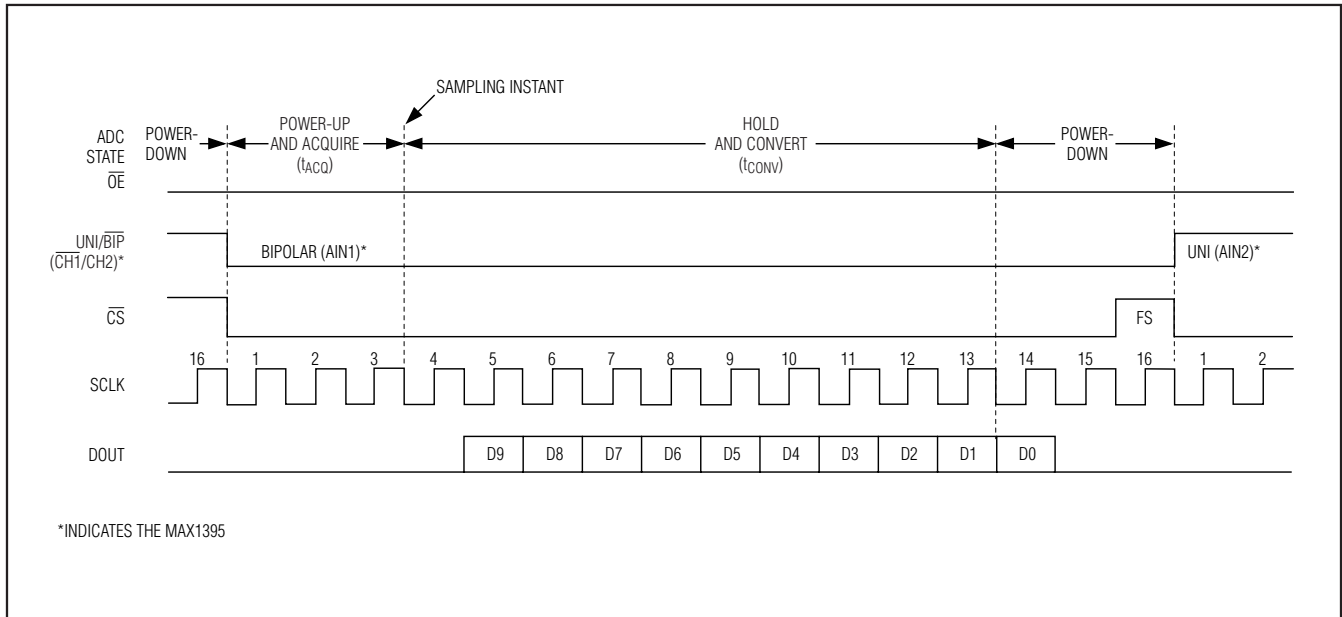 SAMPLING INSTANT
ADC
STATE
POWER-
DOWN
POWER-UP
AND ACQUIRE
(tACQ)
HOLD
AND CONVERT
(tCONV)
POWER-
DOWN
OE
UNI/BIP
(CH1/CH2)*
BIPOLAR (AIN1)*
UNI (AIN2)*
CS
FS
16 1 2 3 4 5 6 7 8 9 10 11 12 13 14 15 16 1 2
SCLK
DOUT
D9 D8 D7 D6 D5 D4 D3 D2 D1 D0
*INDICATES THE MAX1395